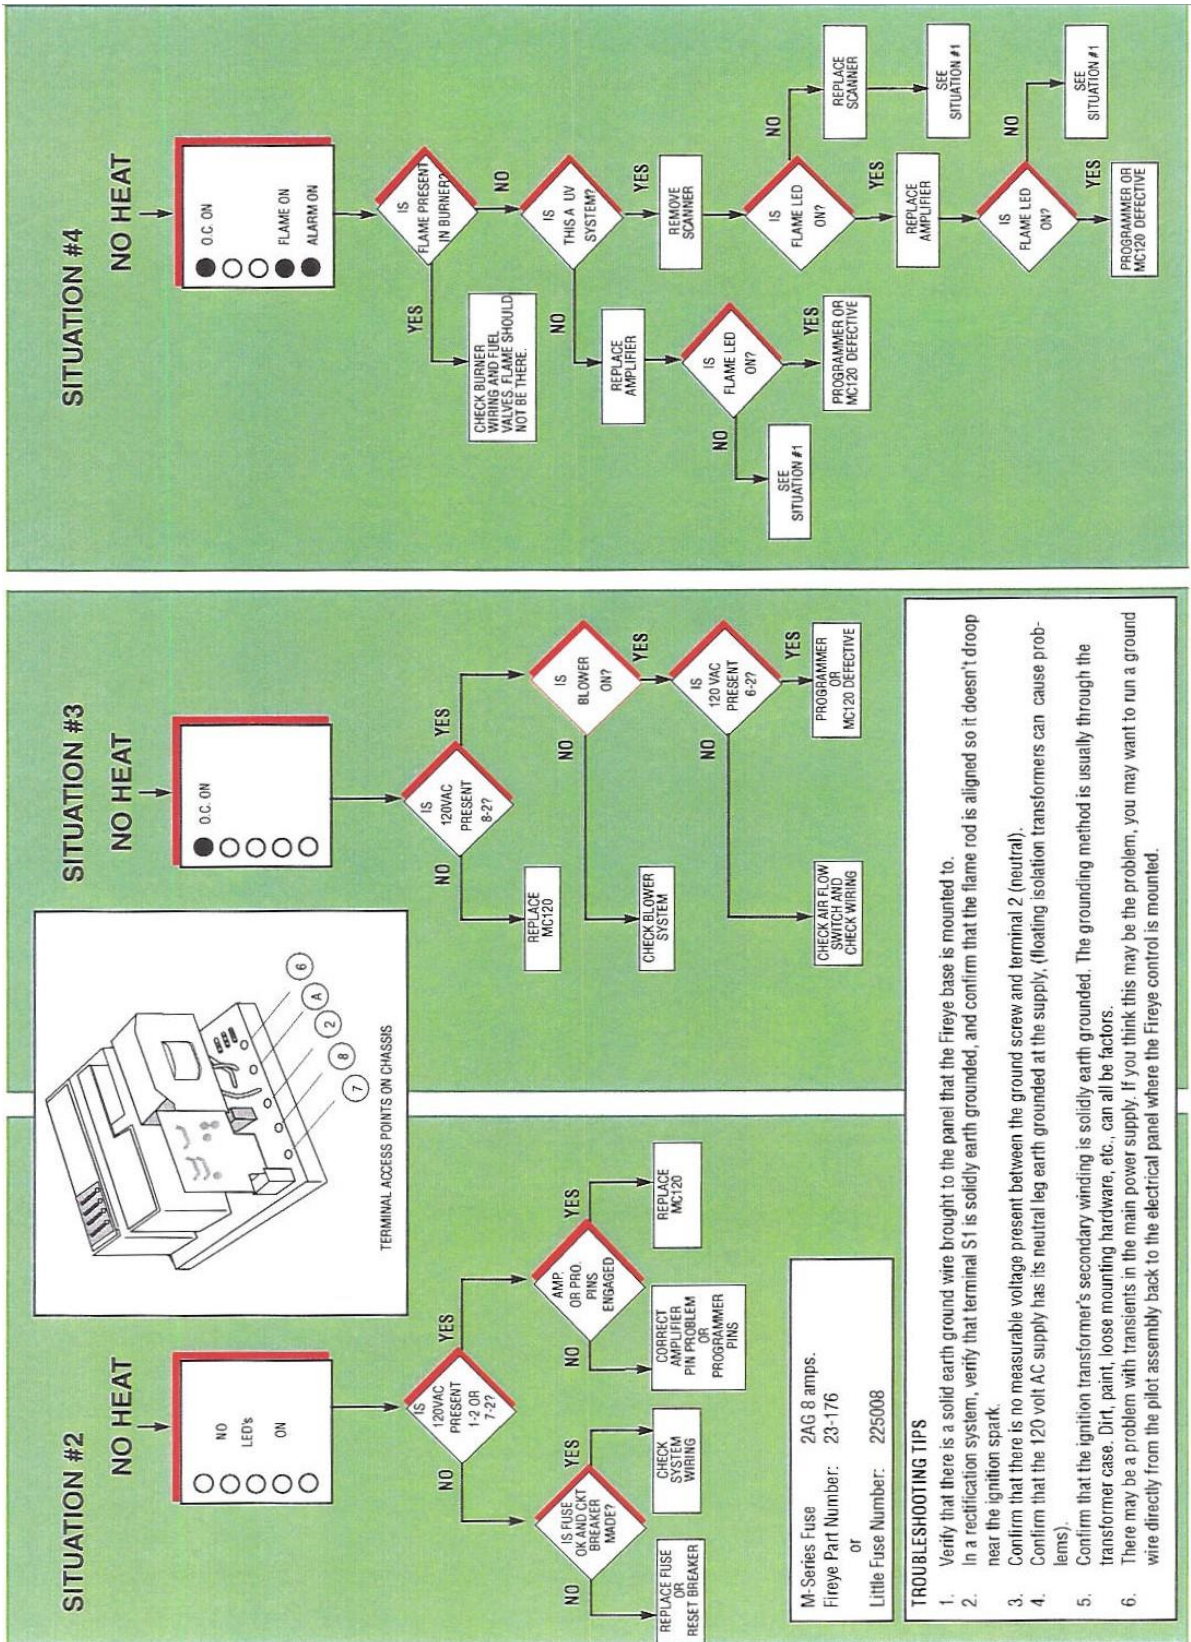 SITUATION #2
NO HEAT
NO
LED's
ON
IS
120VAC
PRESENT
1-2 OR
7-2?
NO
YES
IS FUSE
OK AND CKT
BREAKER
MADE?
NO
YES
REPLACE FUSE
OR
RESET BREAKER
CHECK
SYSTEM
WIRING
AMP.
OR PRO.
PINS
ENGAGED
NO
YES
CORRECT
AMPLIFIER
PIN PROBLEM
OR
PROGRAMMER
PINS
REPLACE
MC120
M-Series Fuse 2AG 8 amps.
Fireye Part Number: 23-176
or
Little Fuse Number: 225008
7
8
2
A
6
TERMINAL ACCESS POINTS ON CHASSIS
SITUATION #3
NO HEAT
O.C. ON
IS
120VAC
PRESENT
8-2?
NO
YES
REPLACE
MC120
IS
BLOWER
ON?
NO
YES
CHECK BLOWER
SYSTEM
IS
120 VAC
PRESENT
6-2?
NO
YES
CHECK AIR FLOW
SWITCH AND
CHECK WIRING
PROGRAMMER
OR
MC120 DEFECTIVE
SITUATION #4
NO HEAT
O.C. ON
FLAME ON
ALARM ON
IS
FLAME PRESENT
IN BURNER?
YES
NO
CHECK BURNER
WIRING AND FUEL
VALVES. FLAME SHOULD
NOT BE THERE.
IS
THIS A UV
SYSTEM?
NO
YES
REPLACE
AMPLIFIER
IS
FLAME LED
ON?
NO
YES
SEE
SITUATION #1
PROGRAMMER OR
MC120 DEFECTIVE
REMOVE
SCANNER
IS
FLAME LED
ON?
NO
YES
REPLACE
SCANNER
SEE
SITUATION #1
REPLACE
AMPLIFIER
IS
FLAME LED
ON?
NO
YES
SEE
SITUATION #1
PROGRAMMER OR
MC120 DEFECTIVE
TROUBLESHOOTING TIPS
1. Verify that there is a solid earth ground wire brought to the panel that the Fireye base is mounted to.
2. In a rectification system, verify that terminal S1 is solidly earth grounded, and confirm that the flame rod is aligned so it doesn't droop
near the ignition spark.
3. Confirm that there is no measurable voltage present between the ground screw and terminal 2 (neutral).
4. Confirm that the 120 volt AC supply has its neutral leg earth grounded at the supply, (floating isolation transformers can cause prob-
lems).
5. Confirm that the ignition transformer's secondary winding is solidly earth grounded. The grounding method is usually through the
transformer case. Dirt, paint, loose mounting hardware, etc., can all be factors.
6. There may be a problem with transients in the main power supply. If you think this may be the problem, you may want to run a ground
wire directly from the pilot assembly back to the electrical panel where the Fireye control is mounted.